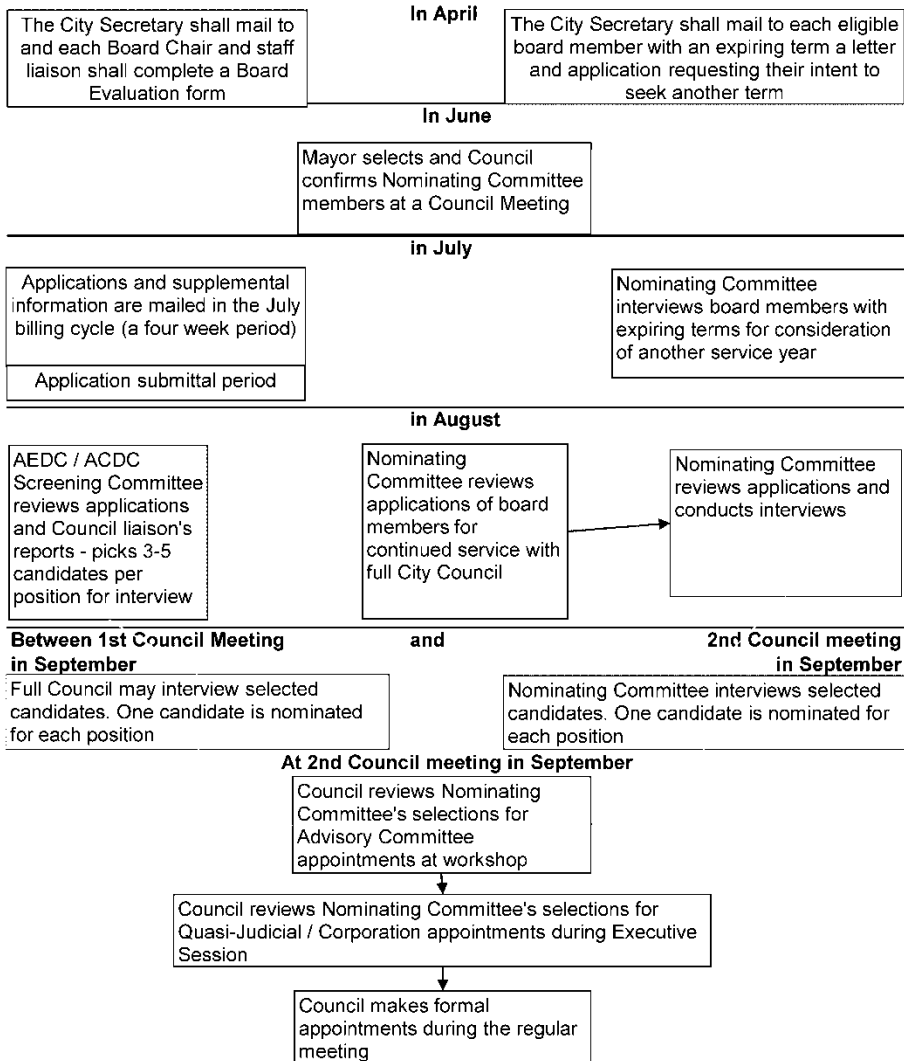 In April
The City Secretary shall mail to
and each Board Chair and staff
liaison shall complete a Board
Evaluation form
The City Secretary shall mail to each eligible
board member with an expiring term a letter
and application requesting their intent to
seek another term
In June
Mayor selects and Council
confirms Nominating Committee
members at a Council Meeting
in July
Applications and supplemental
information are mailed in the July
billing cycle (a four week period)
Application submittal period
Nominating Committee
interviews board members with
expiring terms for consideration
of another service year
in August
AEDC / ACDC
Screening Committee
reviews applications
and Council liaison's
reports - picks 3-5
candidates per
position for interview
Nominating
Committee reviews
applications of board
members for
continued service with
full City Council
Nominating Committee
reviews applications and
conducts interviews
Between 1st Council Meeting
in September
and
2nd Council meeting
in September
Full Council may interview selected
candidates. One candidate is nominated
for each position
Nominating Committee interviews selected
candidates. One candidate is nominated for
each position
At 2nd Council meeting in September
Council reviews Nominating
Committee's selections for
Advisory Committee
appointments at workshop
Council reviews Nominating Committee's selections for
Quasi-Judicial / Corporation appointments during Executive
Session
Council makes formal
appointments during the regular
meeting